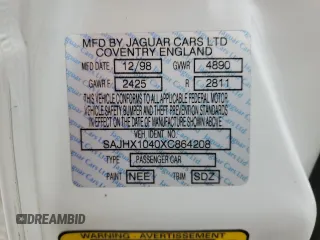 MFD BY JAGUAR CARS LTD
COVENTRY ENGLAND
MFD DATE 12/98 GVWR 4890
GAWR F 2425 R 2811
THIS VEHICLE CONFORMS TO ALL APPLICABLE FEDERAL MOTOR
VEHICLE SAFETY BUMPER AND THEFT PREVENTION STANDARDS
IN EFFECT ON THE DATE OF MANUFACTURE SHOWN ABOVE
VEH IDENT NO.
SAJHX1040XC864208
TYPE PASSENGER CAR
PAINT NEE TRIM SDZ
DREAMBID